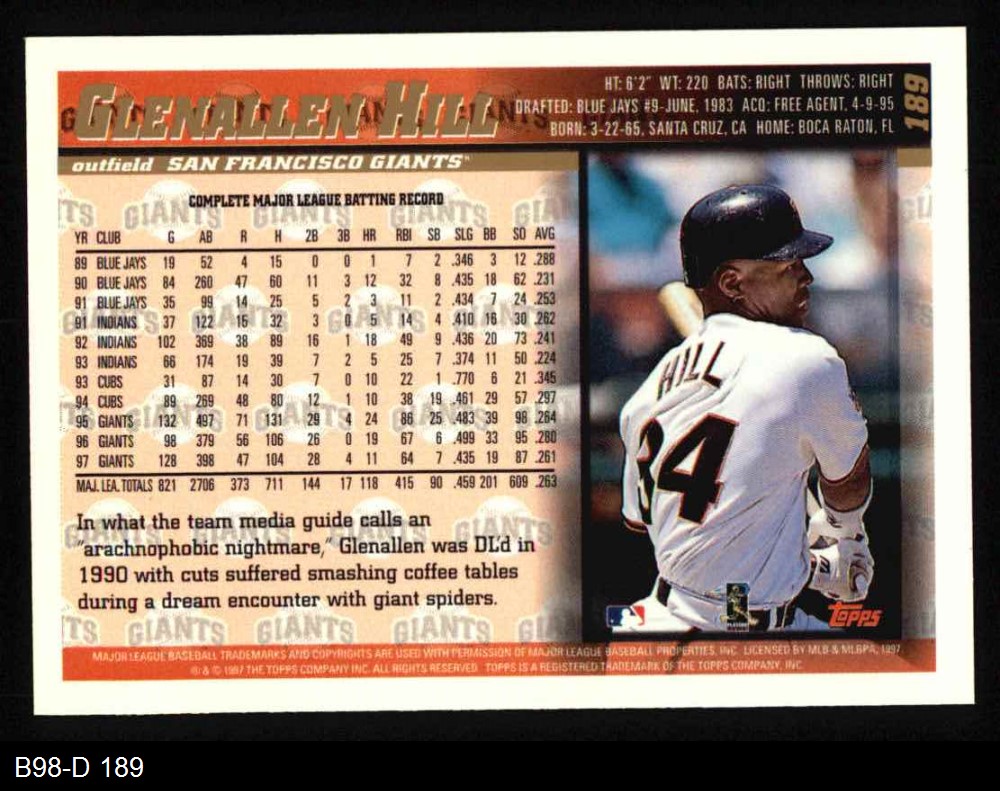 GLENALLEN HILL
HT: 6'2" WT: 220 BATS: RIGHT THROWS: RIGHT
DRAFTED: BLUE JAYS #9-JUNE, 1983 ACQ: FREE AGENT, 4-9-95
BORN: 3-22-65, SANTA CRUZ, CA HOME: BOCA RATON, FL
189
outfield SAN FRANCISCO GIANTS™
COMPLETE MAJOR LEAGUE BATTING RECORD
YR CLUB G AB R H 2B 3B HR RBI SB SLG BB SO AVG
89 BLUE JAYS 19 52 4 15 0 0 1 7 2 .346 3 12 .288
90 BLUE JAYS 84 260 47 60 11 3 12 32 8 .435 18 62 .231
91 BLUE JAYS 35 99 14 25 5 2 3 11 2 .434 7 24 .253
91 INDIANS 37 122 15 32 3 0 5 14 4 .410 16 30 .262
92 INDIANS 102 369 38 89 16 1 18 49 9 .436 20 73 .241
93 INDIANS 66 174 19 39 7 2 5 25 7 .374 11 50 .224
93 CUBS 31 87 14 30 7 0 10 22 1 .770 6 21 .345
94 CUBS 89 269 48 80 12 1 10 38 19 .461 29 57 .297
95 GIANTS 132 497 71 131 29 4 24 86 25 .483 39 98 .264
96 GIANTS 98 379 56 106 26 0 19 67 6 .499 33 95 .280
97 GIANTS 128 398 47 104 28 4 11 64 7 .435 19 87 .261
MAJ. LEA. TOTALS 821 2706 373 711 144 17 118 415 90 .459 201 609 .263
In what the team media guide calls an
"arachnophobic nightmare," Glenallen was DL'd in
1990 with cuts suffered smashing coffee tables
during a dream encounter with giant spiders.
HILL
34
topps
MAJOR LEAGUE BASEBALL TRADEMARKS AND COPYRIGHTS ARE USED WITH PERMISSION OF MAJOR LEAGUE BASEBALL PROPERTIES, INC. LICENSED BY MLB & MLBPA, 1997
® & © 1997 THE TOPPS COMPANY INC. ALL RIGHTS RESERVED. TOPPS IS A REGISTERED TRADEMARK OF THE TOPPS COMPANY, INC.
B98-D 189